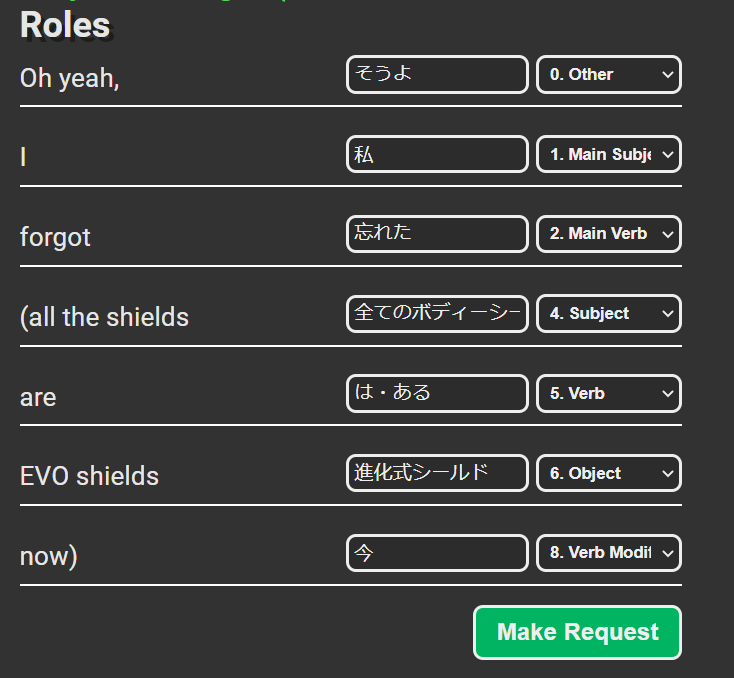 Roles
Oh yeah, そうよ 0. Other
I 私 1. Main Subje
forgot 忘れた 2. Main Verb
(all the shields 全てのボディーシー 4. Subject
are は・ある 5. Verb
EVO shields 進化式シールド 6. Object
now) 今 8. Verb Modif
Make Request